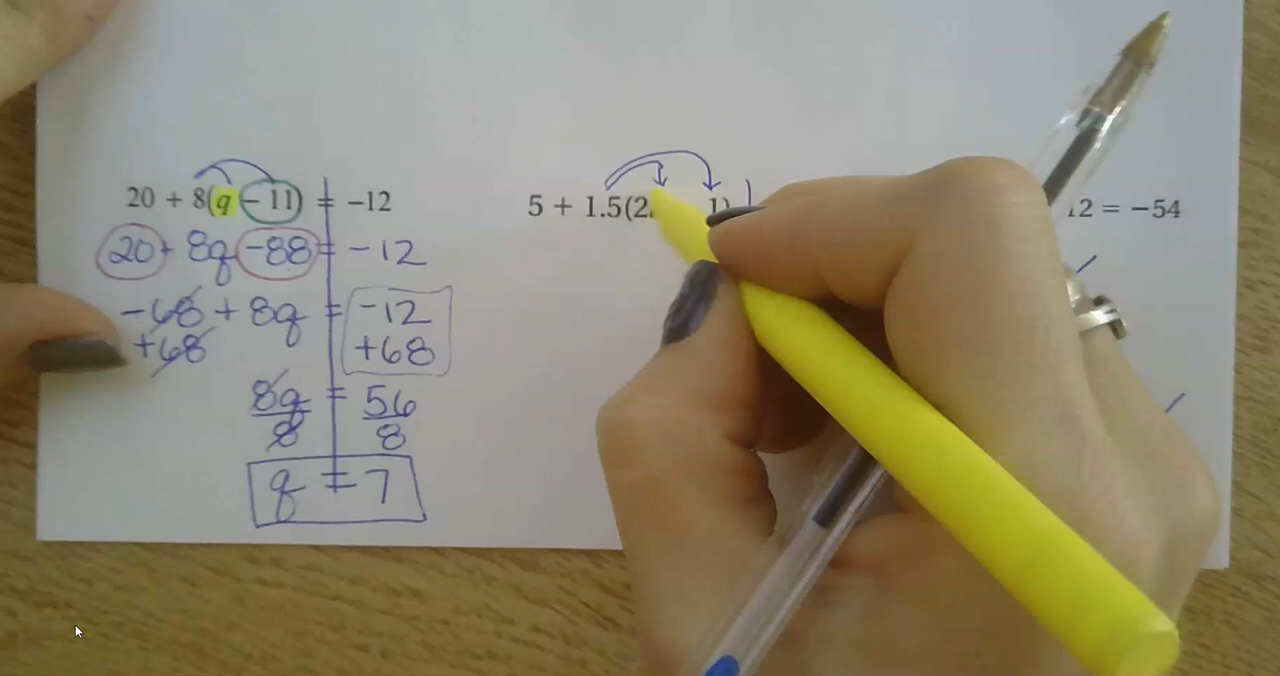 20 + 8(q − 11) = −12
20 + 8q − 88 = −12
−68 + 8q = −12
+68 +68
8q = 56
8 8
q = 7
5 + 1.5(2 1)
12 = −54